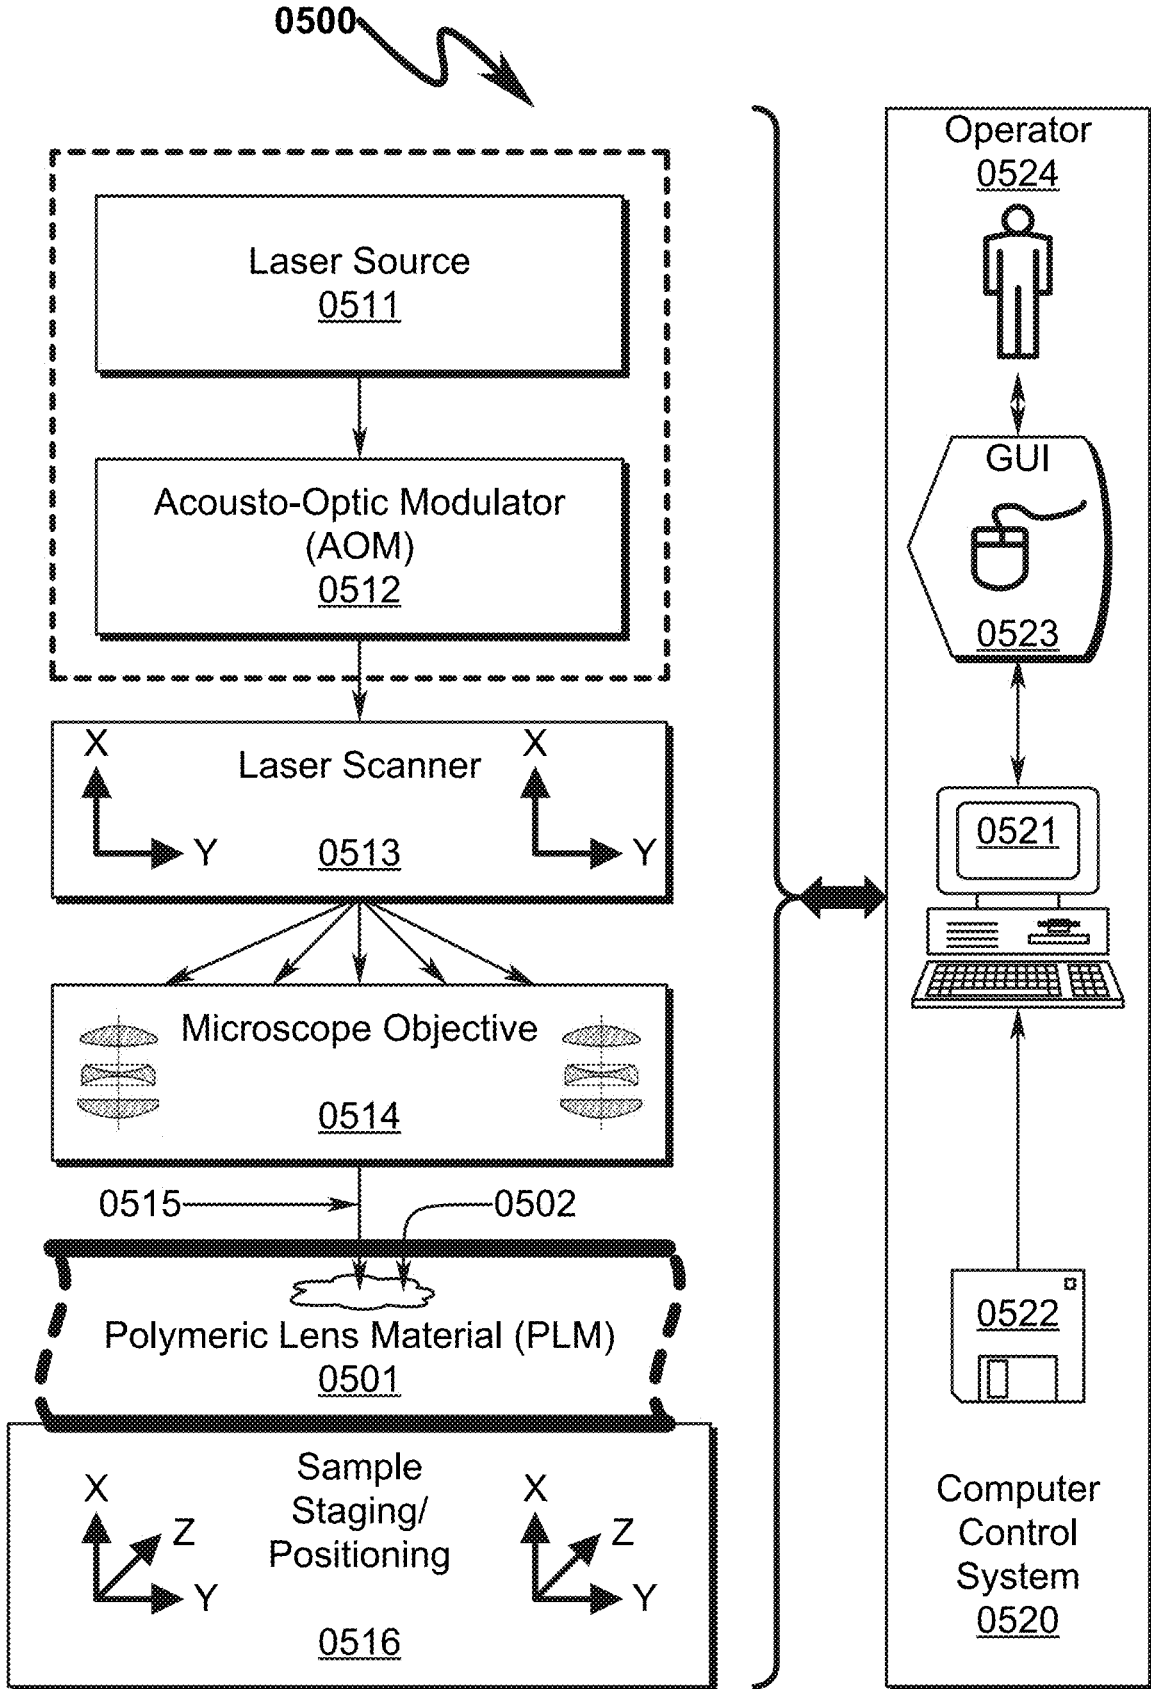 0500
Laser Source
0511
Acousto-Optic Modulator
(AOM)
0512
X
Y
Laser Scanner
0513
X
Y
Microscope Objective
0514
0515
0502
Polymeric Lens Material (PLM)
0501
X
Z
Y
Sample
Staging/
Positioning
0516
X
Z
Y
Operator
0524
GUI
0523
0521
0522
Computer
Control
System
0520